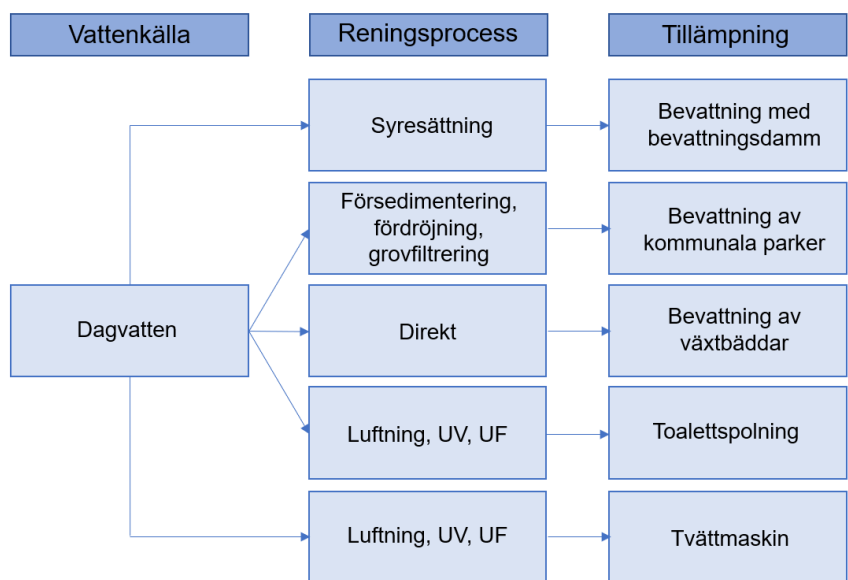 Vattenkälla
Reningsprocess
Tillämpning
Syresättning
Bevattning med
bevattningsdamm
Försedimentering,
fördröjning,
grovfiltrering
Bevattning av
kommunala parker
Dagvatten
Direkt
Bevattning av
växtbäddar
Luftning, UV, UF
Toalettspolning
Luftning, UV, UF
Tvättmaskin